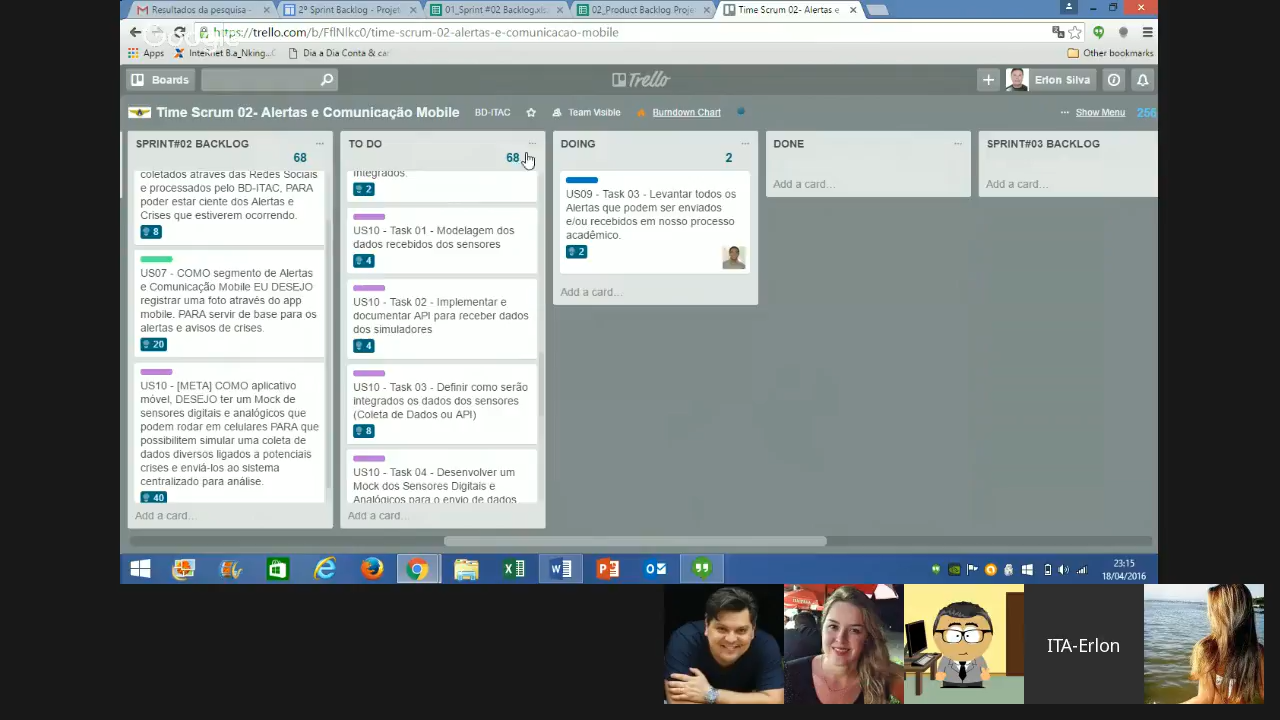 Resultados da pesquisa -
2º Sprint Backlog - Projet
01_Sprint #02 Backlog.xls
02_Product Backlog Proje
Time Scrum 02- Alertas e
Google
https://trello.com/b/FflNlkc0/time-scrum-02-alertas-e-comunicacao-mobile
Apps
Dia a Dia Conta & ca
Other bookmarks
Boards
Trello
Erlon Silva
Time Scrum 02- Alertas e Comunicação Mobile
BD-ITAC
Team Visible
Burndown Chart
... Show Menu
SPRINT#02 BACKLOG
68
coletados através das Redes Sociais
e processados pelo BD-ITAC, PARA
poder estar ciente dos Alertas e
Crises que estiverem ocorrendo.
8
US07 - COMO segmento de Alertas
e Comunicação Mobile EU DESEJO
registrar uma foto através do app
mobile. PARA servir de base para os
alertas e avisos de crises.
20
US10 - [META] COMO aplicativo
móvel, DESEJO ter um Mock de
sensores digitais e analógicos que
podem rodar em celulares PARA que
possibilitem simular uma coleta de
dados diversos ligados a potenciais
crises e enviá-los ao sistema
centralizado para análise.
40
Add a card...
TO DO
68
integrados
2
US10 - Task 01 - Modelagem dos
dados recebidos dos sensores
4
US10 - Task 02 - Implementar e
documentar API para receber dados
dos simuladores
4
US10 - Task 03 - Definir como serão
integrados os dados dos sensores
(Coleta de Dados ou API)
8
US10 - Task 04 - Desenvolver um
Mock dos Sensores Digitais e
Analógicos para o envio de dados
Add a card...
DOING
2
US09 - Task 03 - Levantar todos os
Alertas que podem ser enviados
e/ou recebidos em nosso processo
acadêmico.
2
Add a card...
DONE
Add a card...
SPRINT#03 BACKLOG
Add a card...
23:15
18/04/2016
ITA-Erlon